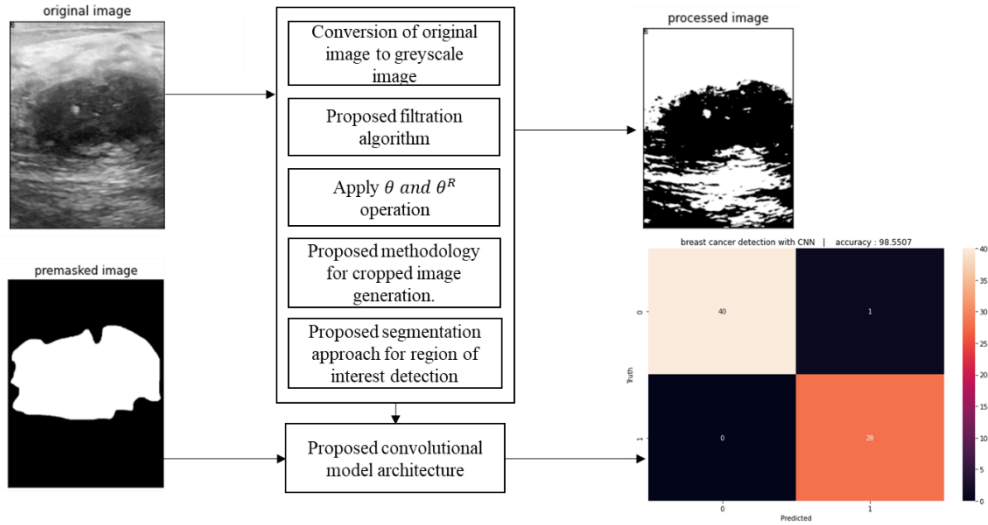 original image
Conversion of original
image to greyscale
image
Proposed filtration
algorithm
Apply θ and θ^R
operation
Proposed methodology
for cropped image
generation.
Proposed segmentation
approach for region of
interest detection
processed image
premasked image
Proposed convolutional
model architecture
breast cancer detection with CNN | accuracy : 98.5507
40 1
0 28
0
1
Truth
0 1
Predicted
40
35
30
25
20
15
10
5
0